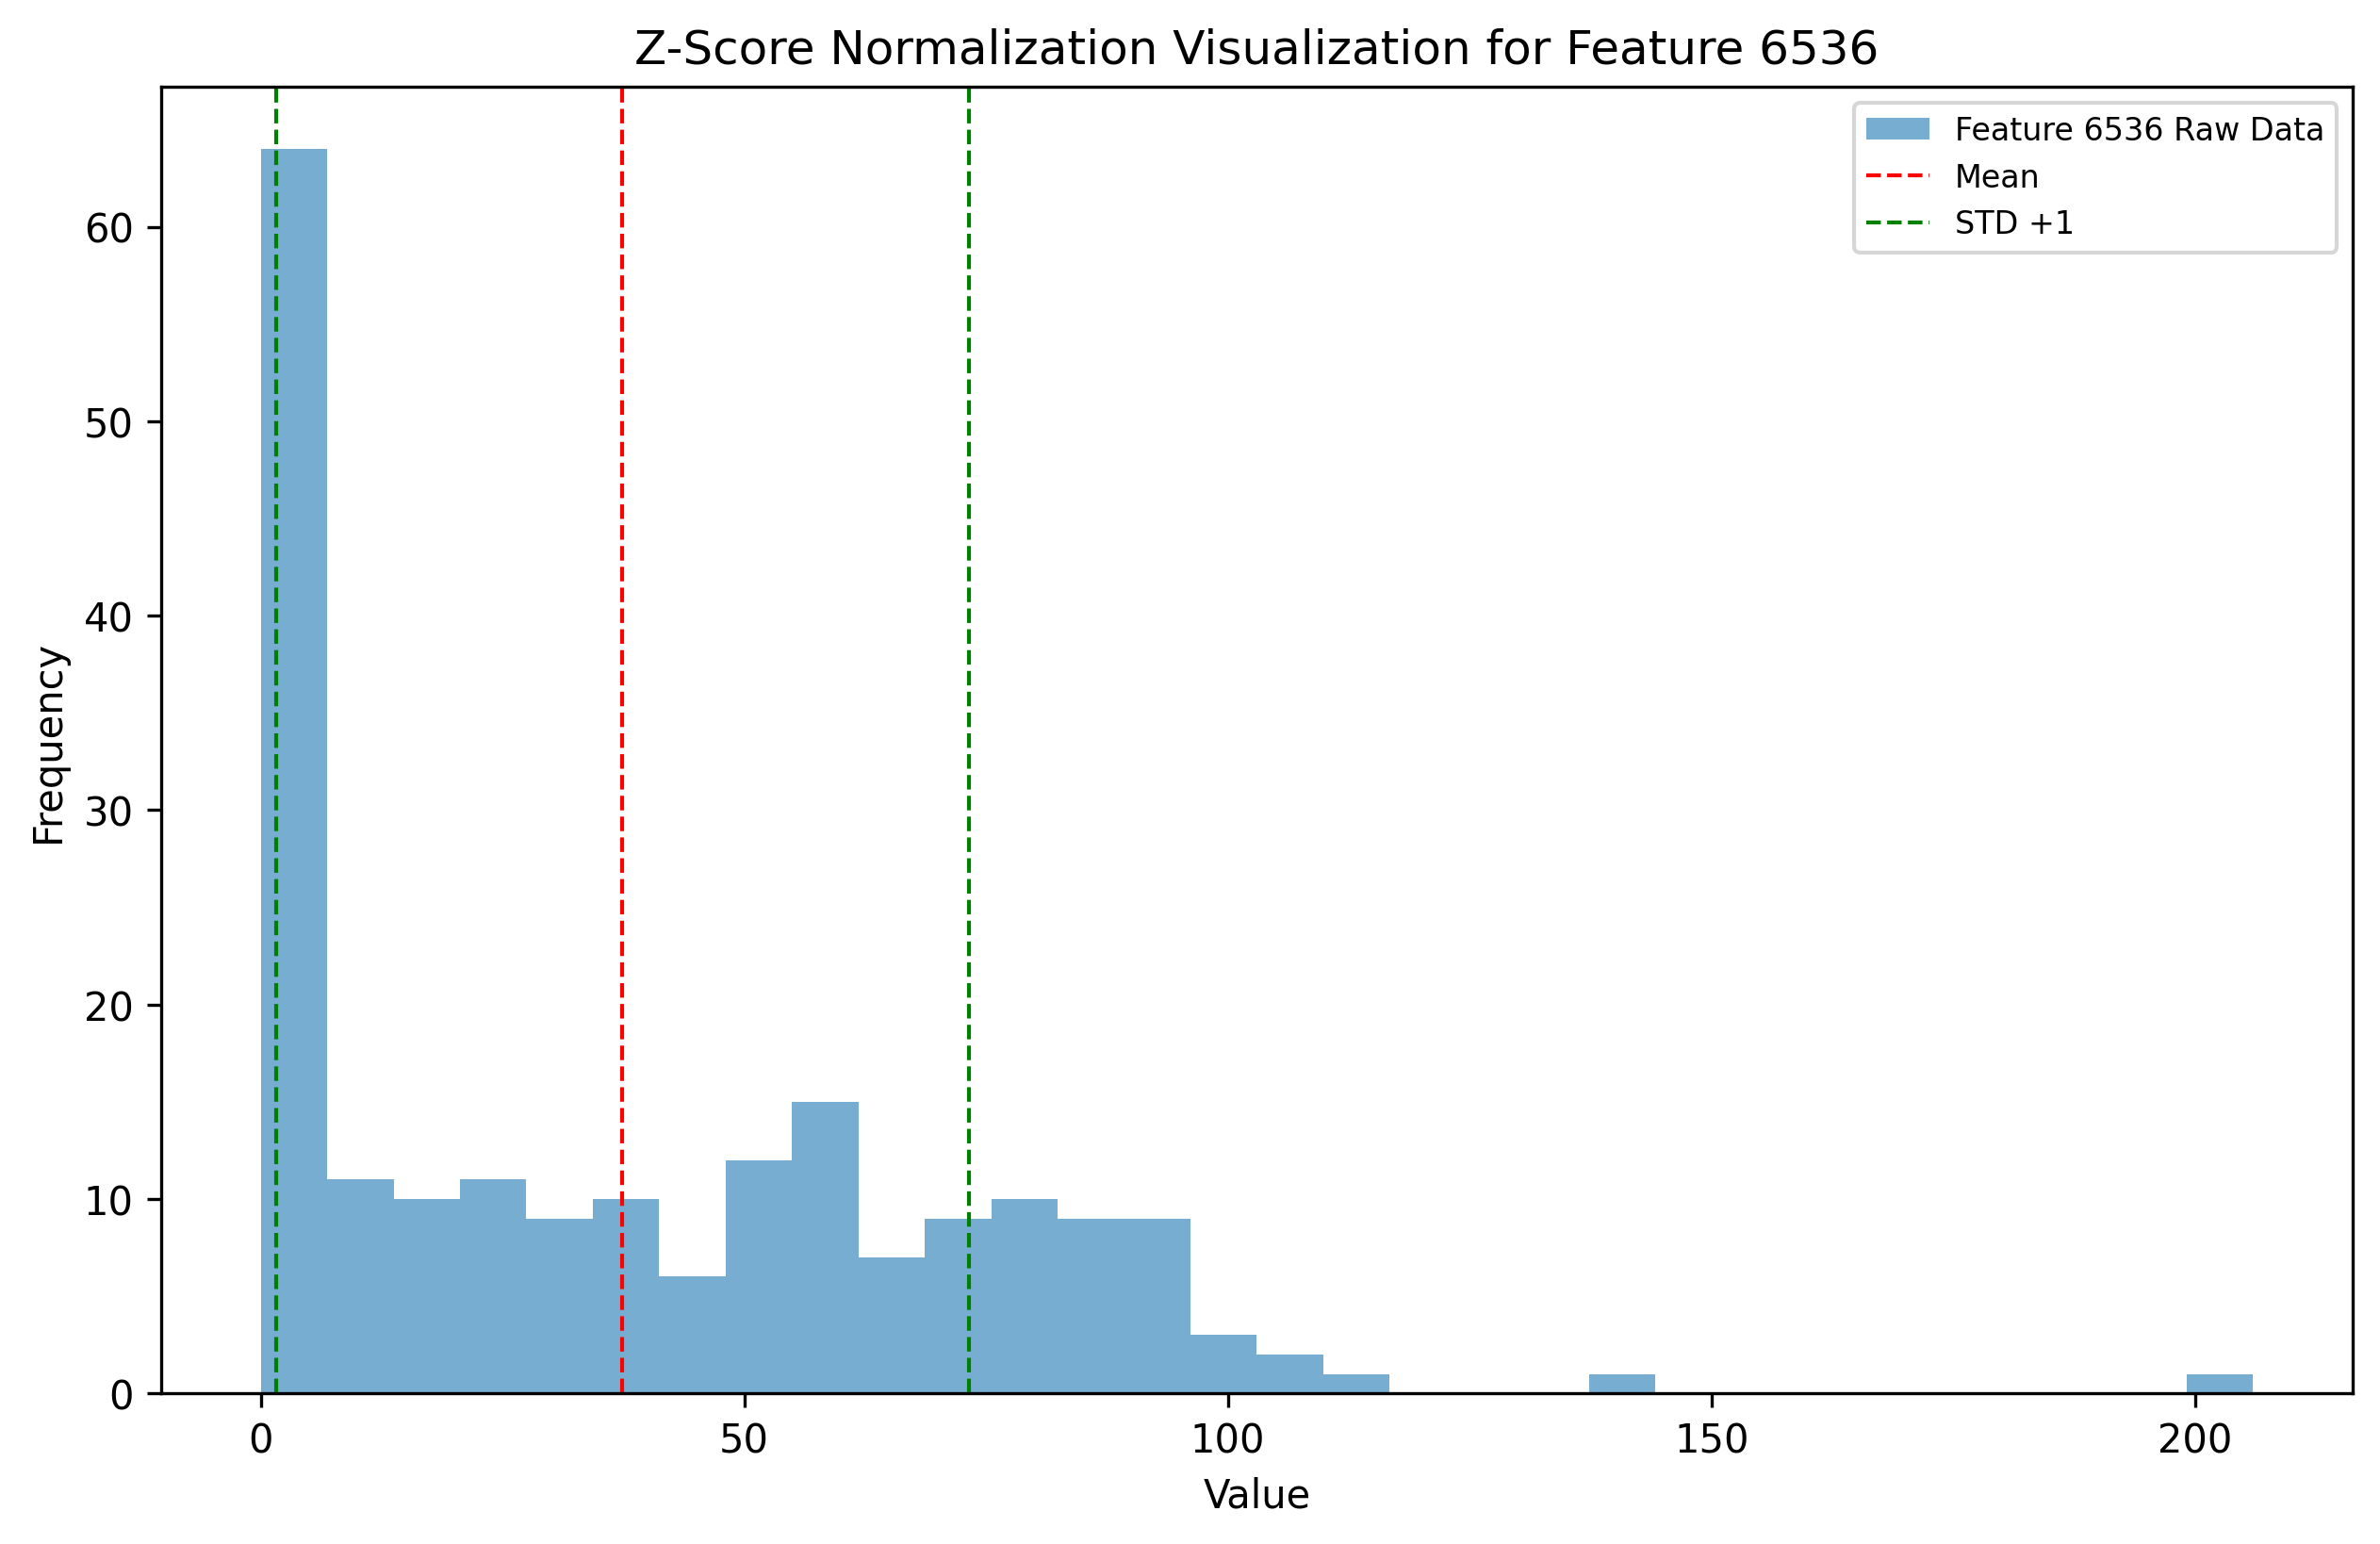 Z-Score Normalization Visualization for Feature 6536
Feature 6536 Raw Data
Mean
STD +1
Frequency
60
50
40
30
20
10
0
0 50 100 150 200
Value